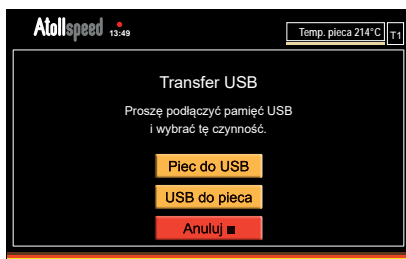 Atollspeed 13:49
Temp. pieca 214°C T1
Transfer USB
Proszę podłączyć pamięć USB
i wybrać tę czynność.
Piec do USB
USB do pieca
Anuluj